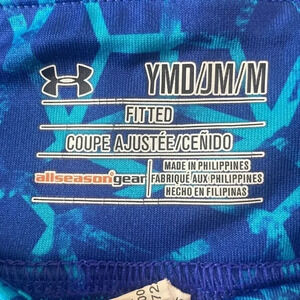 YMD/JM/M
FITTED
COUPE AJUSTÉE/CEÑIDO
allseasongear
MADE IN PHILIPPINES
FABRIQUÉ AUX PHILIPPINES
HECHO EN FILIPINAS